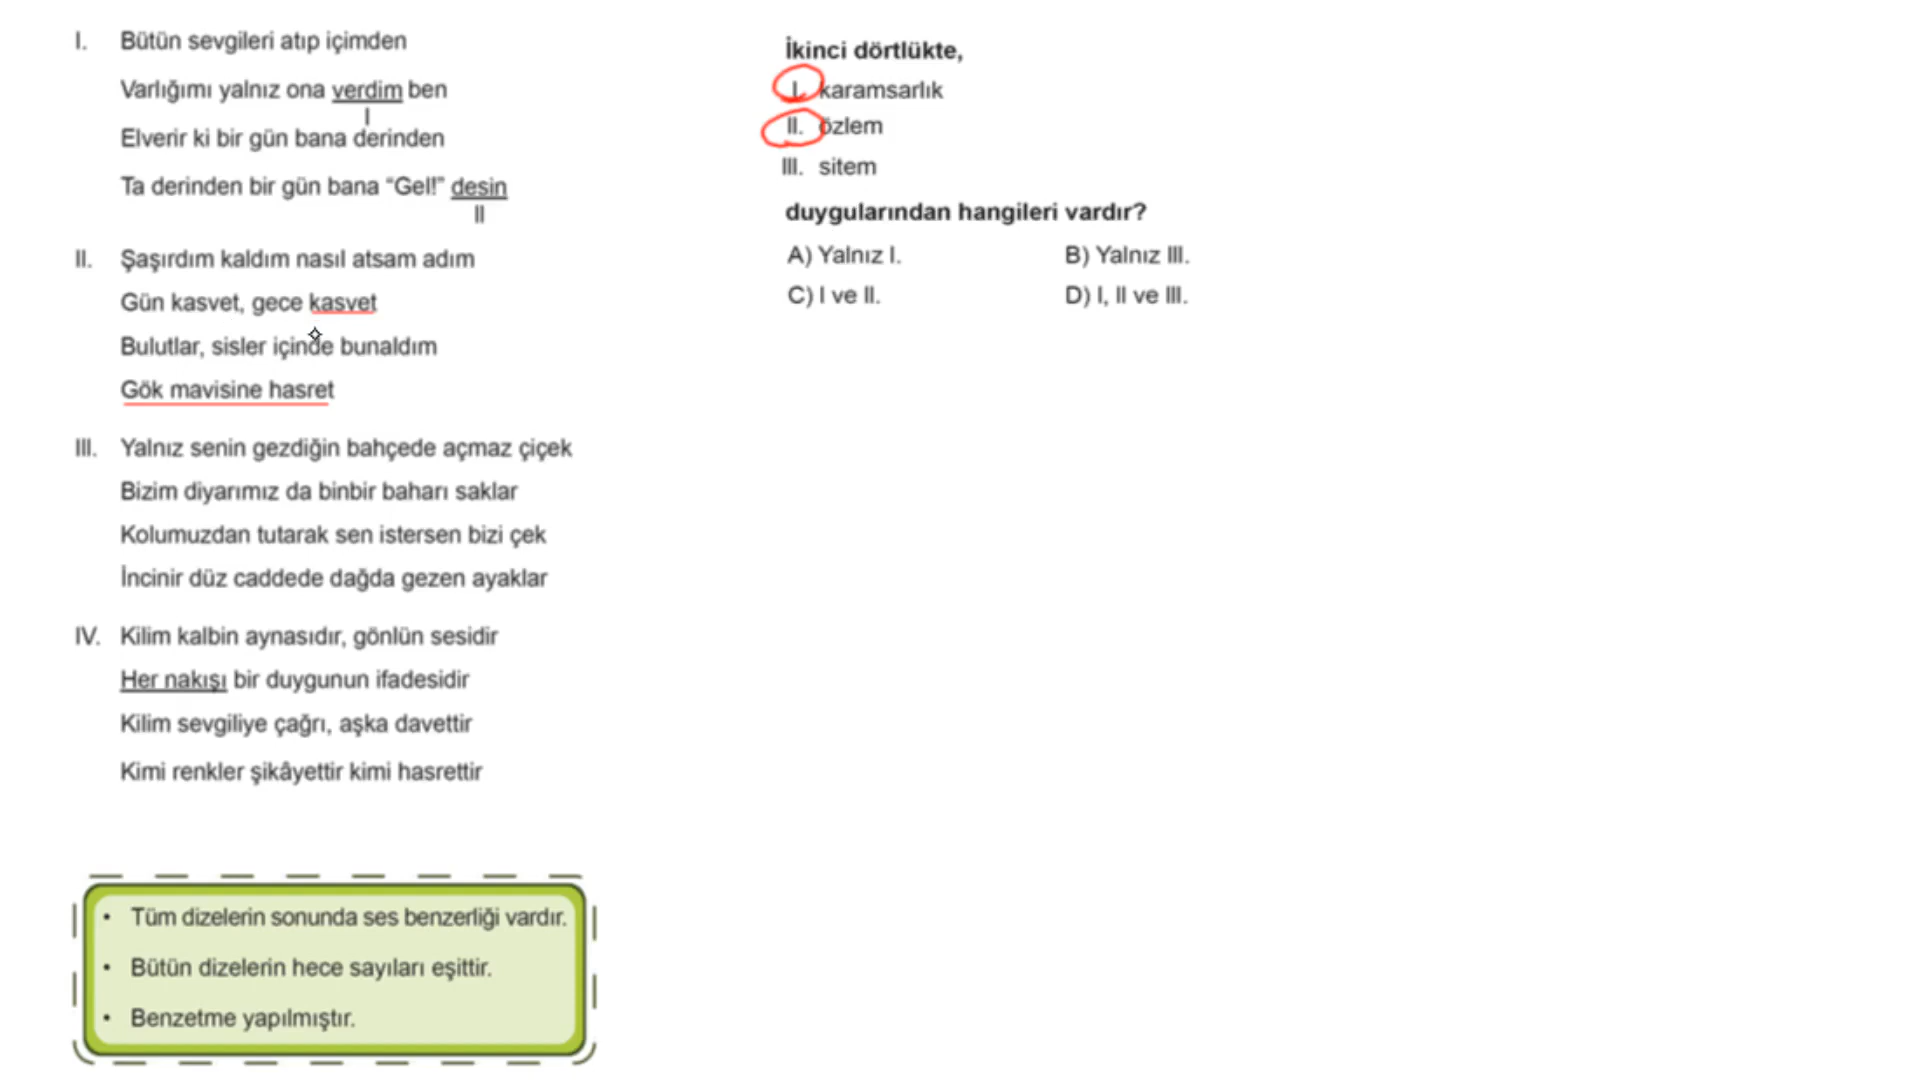 I. Bütün sevgileri atıp içimden
Varlığımı yalnız ona verdim ben
I
Elverir ki bir gün bana derinden
Ta derinden bir gün bana “Gel!” desin
II
II. Şaşırdım kaldım nasıl atsam adım
Gün kasvet, gece kasvet
Bulutlar, sisler içinde bunaldım
Gök mavisine hasret
III. Yalnız senin gezdiğin bahçede açmaz çiçek
Bizim diyarımız da binbir baharı saklar
Kolumuzdan tutarak sen istersen bizi çek
İncinir düz caddede dağda gezen ayaklar
IV. Kilim kalbin aynasıdır, gönlün sesidir
Her nakışı bir duygunun ifadesidir
Kilim sevgiliye çağrı, aşka davettir
Kimi renkler şikâyettir kimi hasrettir
• Tüm dizelerin sonunda ses benzerliği vardır.
• Bütün dizelerin hece sayıları eşittir.
• Benzetme yapılmıştır.
İkinci dörtlükte,
I. karamsarlık
II. özlem
III. sitem
duygularından hangileri vardır?
A) Yalnız I. B) Yalnız III.
C) I ve II. D) I, II ve III.